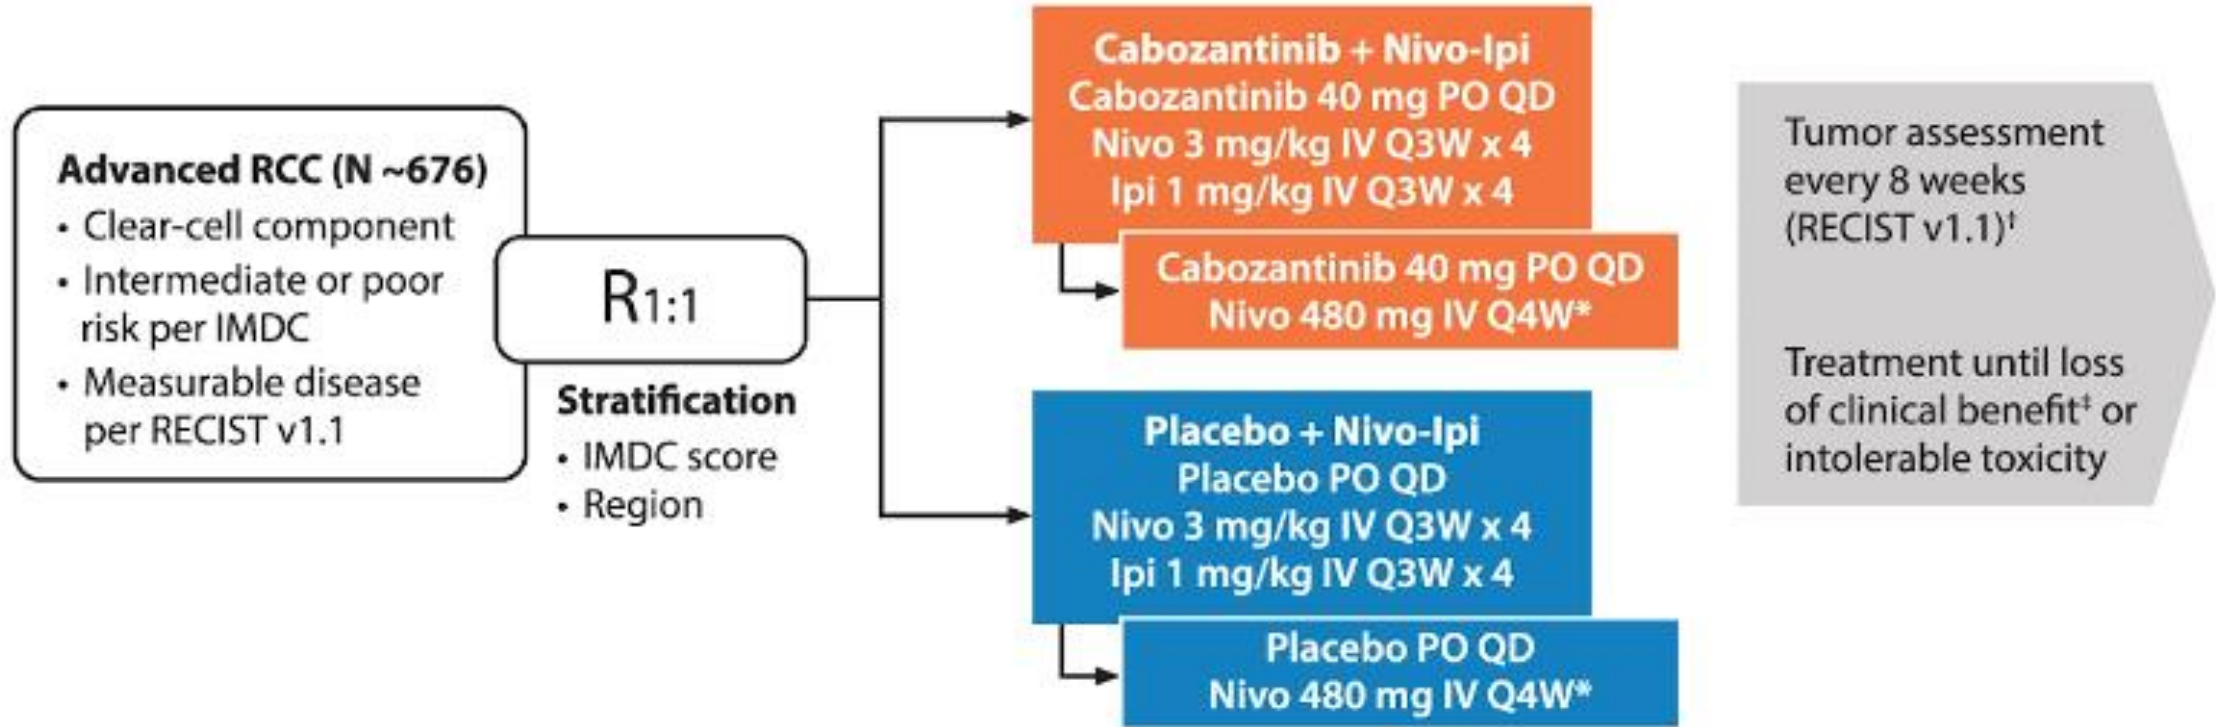 Advanced RCC (N ~676)
• Clear-cell component
• Intermediate or poor
risk per IMDC
• Measurable disease
per RECIST v1.1
R1:1
Stratification
• IMDC score
• Region
Cabozantinib + Nivo-Ipi
Cabozantinib 40 mg PO QD
Nivo 3 mg/kg IV Q3W x 4
Ipi 1 mg/kg IV Q3W x 4
Cabozantinib 40 mg PO QD
Nivo 480 mg IV Q4W*
Placebo + Nivo-Ipi
Placebo PO QD
Nivo 3 mg/kg IV Q3W x 4
Ipi 1 mg/kg IV Q3W x 4
Placebo PO QD
Nivo 480 mg IV Q4W*
Tumor assessment
every 8 weeks
(RECIST v1.1)†
Treatment until loss
of clinical benefit‡ or
intolerable toxicity